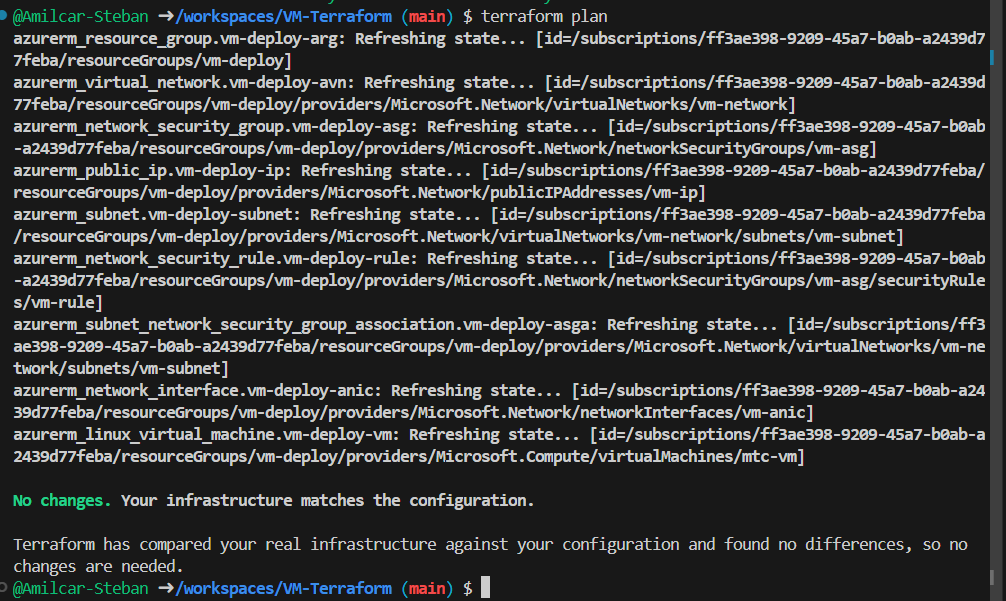 @Amilcar-Steban →/workspaces/VM-Terraform (main) $ terraform plan
azurerm_resource_group.vm-deploy-arg: Refreshing state... [id=/subscriptions/ff3ae398-9209-45a7-b0ab-a2439d7
7feba/resourceGroups/vm-deploy]
azurerm_virtual_network.vm-deploy-avn: Refreshing state... [id=/subscriptions/ff3ae398-9209-45a7-b0ab-a2439d
77feba/resourceGroups/vm-deploy/providers/Microsoft.Network/virtualNetworks/vm-network]
azurerm_network_security_group.vm-deploy-asg: Refreshing state... [id=/subscriptions/ff3ae398-9209-45a7-b0ab
-a2439d77feba/resourceGroups/vm-deploy/providers/Microsoft.Network/networkSecurityGroups/vm-asg]
azurerm_public_ip.vm-deploy-ip: Refreshing state... [id=/subscriptions/ff3ae398-9209-45a7-b0ab-a2439d77feba/
resourceGroups/vm-deploy/providers/Microsoft.Network/publicIPAddresses/vm-ip]
azurerm_subnet.vm-deploy-subnet: Refreshing state... [id=/subscriptions/ff3ae398-9209-45a7-b0ab-a2439d77feba
/resourceGroups/vm-deploy/providers/Microsoft.Network/virtualNetworks/vm-network/subnets/vm-subnet]
azurerm_network_security_rule.vm-deploy-rule: Refreshing state... [id=/subscriptions/ff3ae398-9209-45a7-b0ab
-a2439d77feba/resourceGroups/vm-deploy/providers/Microsoft.Network/networkSecurityGroups/vm-asg/securityRule
s/vm-rule]
azurerm_subnet_network_security_group_association.vm-deploy-asga: Refreshing state... [id=/subscriptions/ff3
ae398-9209-45a7-b0ab-a2439d77feba/resourceGroups/vm-deploy/providers/Microsoft.Network/virtualNetworks/vm-ne
twork/subnets/vm-subnet]
azurerm_network_interface.vm-deploy-anic: Refreshing state... [id=/subscriptions/ff3ae398-9209-45a7-b0ab-a24
39d77feba/resourceGroups/vm-deploy/providers/Microsoft.Network/networkInterfaces/vm-anic]
azurerm_linux_virtual_machine.vm-deploy-vm: Refreshing state... [id=/subscriptions/ff3ae398-9209-45a7-b0ab-a
2439d77feba/resourceGroups/vm-deploy/providers/Microsoft.Compute/virtualMachines/mtc-vm]
No changes. Your infrastructure matches the configuration.
Terraform has compared your real infrastructure against your configuration and found no differences, so no
changes are needed.
@Amilcar-Steban →/workspaces/VM-Terraform (main) $